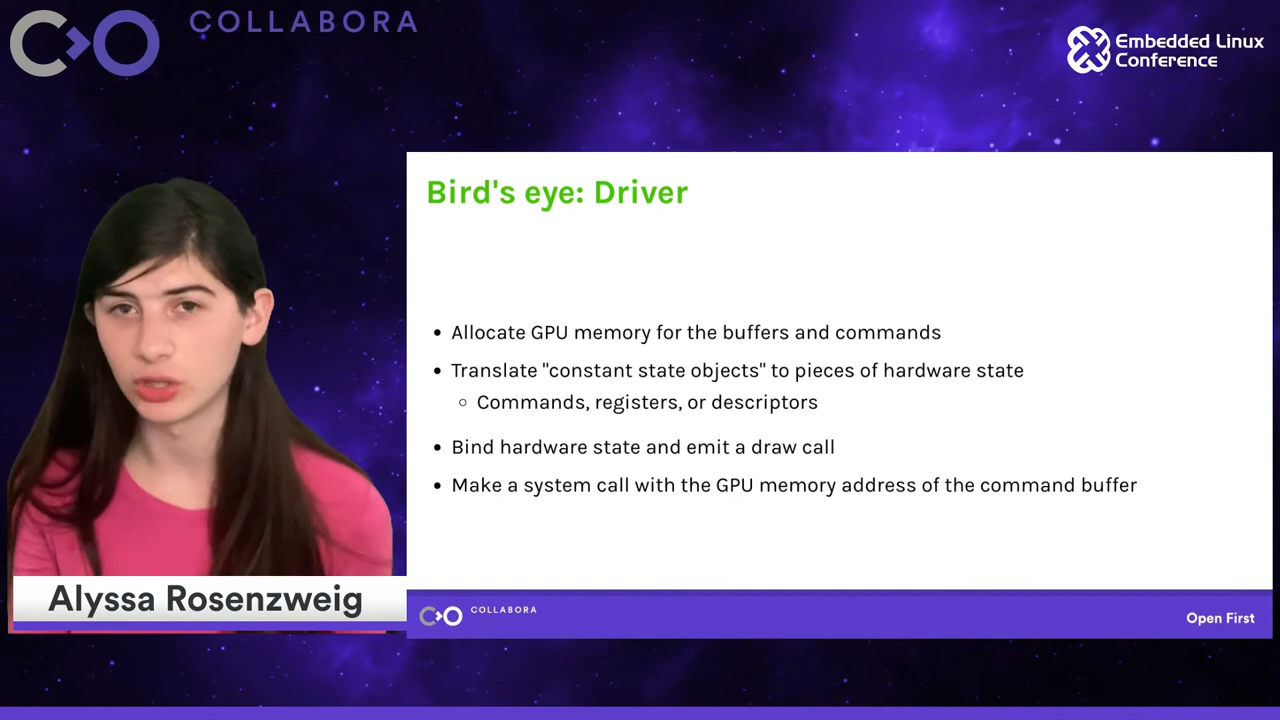 COLLABORA
Embedded Linux
Conference
Bird's eye: Driver
• Allocate GPU memory for the buffers and commands
• Translate "constant state objects" to pieces of hardware state
○ Commands, registers, or descriptors
• Bind hardware state and emit a draw call
• Make a system call with the GPU memory address of the command buffer
Alyssa Rosenzweig
COLLABORA
Open First